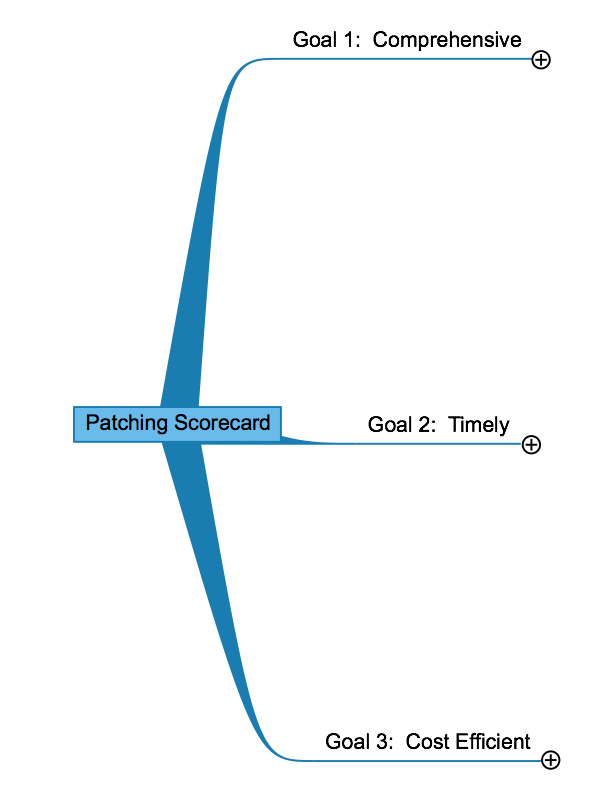 Goal 1:  Comprehensive
Patching Scorecard
Goal 2:  Timely
Goal 3:  Cost Efficient